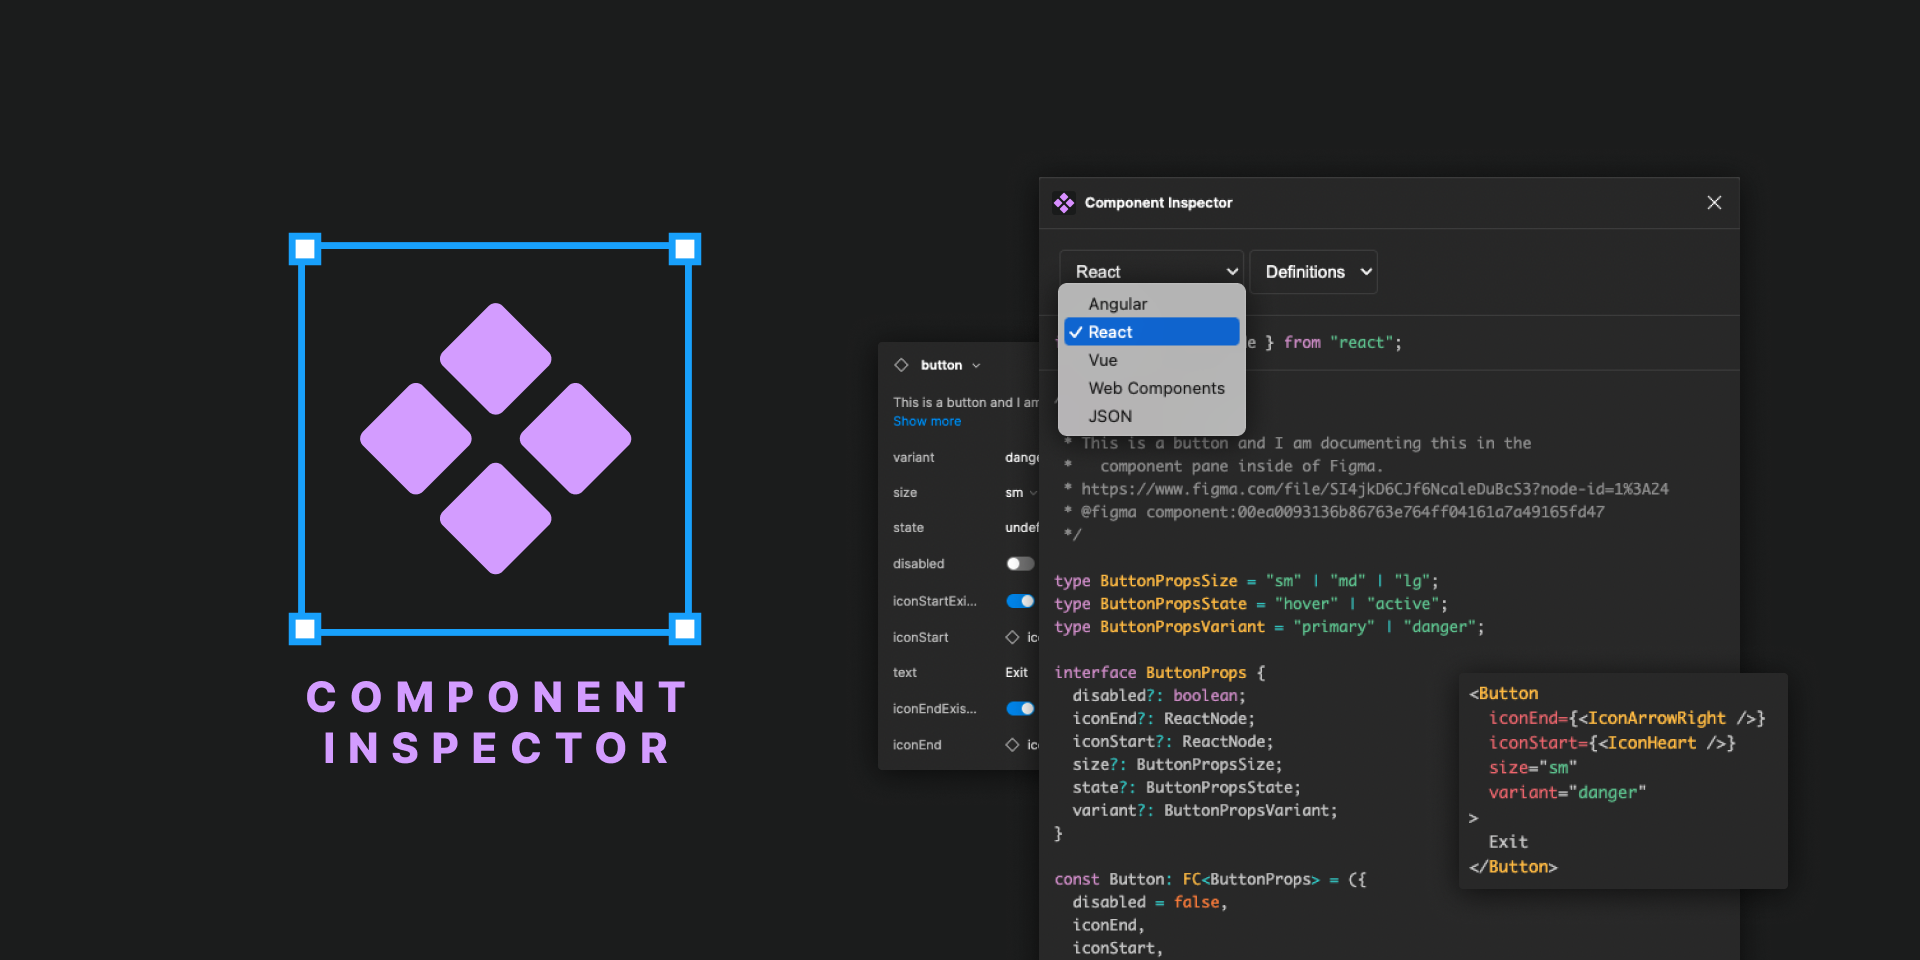 COMPONENT
INSPECTOR
button
This is a button and I am
Show more
variant
size
sm
state
disabled
iconStartExi...
iconStart
text
Exit
iconEndExis...
iconEnd
Component Inspector
React
Definitions
Angular
React
Vue
Web Components
JSON
e } from "react";
* This is a button and I am documenting this in the
* component pane inside of Figma.
* https://www.figma.com/file/SI4jkD6CJf6NcaleDuBcS3?node-id=1%3A24
* @figma component:00ea0093136b86763e764ff04161a7a49165fd47
*/
type ButtonPropsSize = "sm" | "md" | "lg";
type ButtonPropsState = "hover" | "active";
type ButtonPropsVariant = "primary" | "danger";
interface ButtonProps {
disabled?: boolean;
iconEnd?: ReactNode;
iconStart?: ReactNode;
size?: ButtonPropsSize;
state?: ButtonPropsState;
variant?: ButtonPropsVariant;
}
const Button: FC<ButtonProps> = ({
disabled = false,
iconEnd,
iconStart,
<Button
iconEnd={<IconArrowRight />}
iconStart={<IconHeart />}
size="sm"
variant="danger"
>
Exit
</Button>